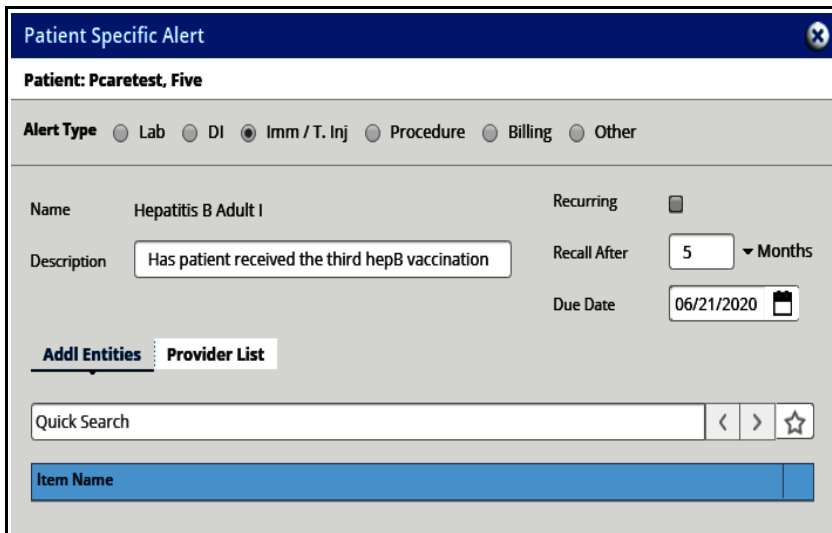 Patient Specific Alert
Patient: Pcaretest, Five
Alert Type Lab DI Imm / T. Inj Procedure Billing Other
Name Hepatitis B Adult I Recurring
Description Has patient received the third hepB vaccination Recall After 5 Months
Due Date 06/21/2020
Addl Entities Provider List
Quick Search
Item Name